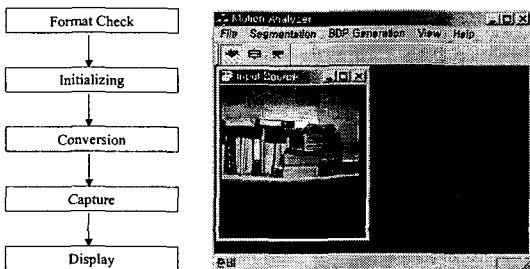 Format Check
Initializing
Conversion
Capture
Display
Motion Analyzer
File Segmentation BDP Generation View Help
Input Source